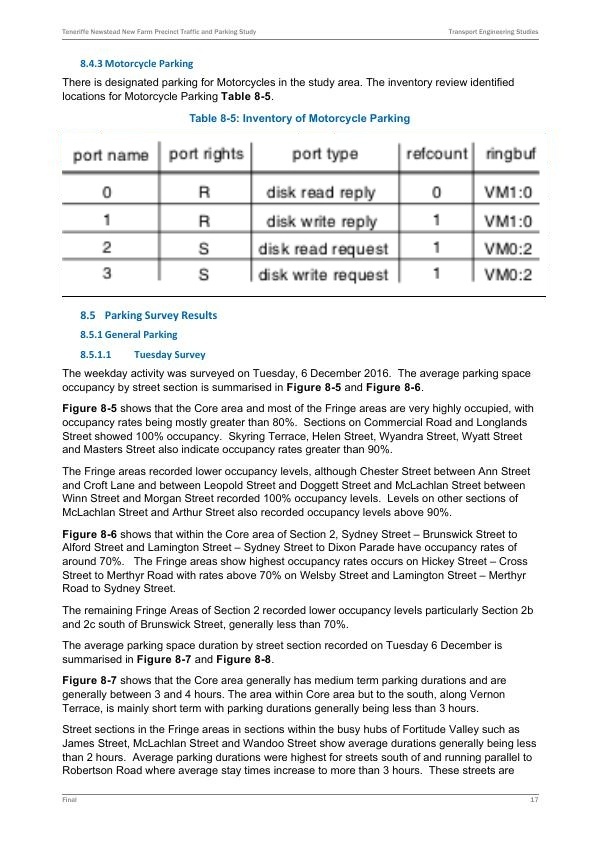 Teneriffe Newstead New Farm Precinct Traffic and Parking Study Transport Engineering Studies
8.4.3 Motorcycle Parking
There is designated parking for Motorcycles in the study area. The inventory review identified
locations for Motorcycle Parking Table 8-5.
Table 8-5: Inventory of Motorcycle Parking
port name port rights port type refcount ringbuf
0 R disk read reply 0 VM1:0
1 R disk write reply 1 VM1:0
2 S disk read request 1 VM0:2
3 S disk write request 1 VM0:2
8.5 Parking Survey Results
8.5.1 General Parking
8.5.1.1 Tuesday Survey
The weekday activity was surveyed on Tuesday, 6 December 2016. The average parking space
occupancy by street section is summarised in Figure 8-5 and Figure 8-6.
Figure 8-5 shows that the Core area and most of the Fringe areas are very highly occupied, with
occupancy rates being mostly greater than 80%. Sections on Commercial Road and Longlands
Street showed 100% occupancy. Skyring Terrace, Helen Street, Wyandra Street, Wyatt Street
and Masters Street also indicate occupancy rates greater than 90%.
The Fringe areas recorded lower occupancy levels, although Chester Street between Ann Street
and Croft Lane and between Leopold Street and Doggett Street and McLachlan Street between
Winn Street and Morgan Street recorded 100% occupancy levels. Levels on other sections of
McLachlan Street and Arthur Street also recorded occupancy levels above 90%.
Figure 8-6 shows that within the Core area of Section 2, Sydney Street – Brunswick Street to
Alford Street and Lamington Street – Sydney Street to Dixon Parade have occupancy rates of
around 70%. The Fringe areas show highest occupancy rates occurs on Hickey Street – Cross
Street to Merthyr Road with rates above 70% on Welsby Street and Lamington Street – Merthyr
Road to Sydney Street.
The remaining Fringe Areas of Section 2 recorded lower occupancy levels particularly Section 2b
and 2c south of Brunswick Street, generally less than 70%.
The average parking space duration by street section recorded on Tuesday 6 December is
summarised in Figure 8-7 and Figure 8-8.
Figure 8-7 shows that the Core area generally has medium term parking durations and are
generally between 3 and 4 hours. The area within Core area but to the south, along Vernon
Terrace, is mainly short term with parking durations generally being less than 3 hours.
Street sections in the Fringe areas in sections within the busy hubs of Fortitude Valley such as
James Street, McLachlan Street and Wandoo Street show average durations generally being less
than 2 hours. Average parking durations were highest for streets south of and running parallel to
Robertson Road where average stay times increase to more than 3 hours. These streets are
Final 17